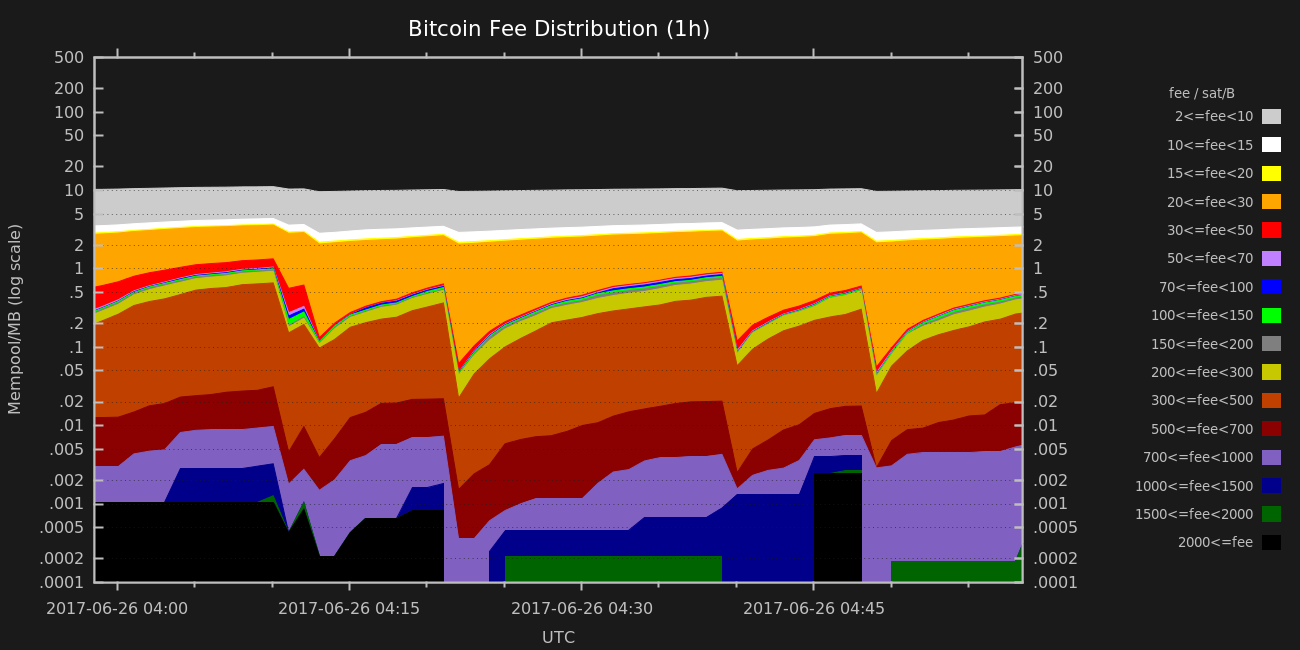 Bitcoin Fee Distribution (1h)
Mempool/MB (log scale)
500
200
100
50
20
10
5
2
1
.5
.2
.1
.05
.02
.01
.005
.002
.001
.0005
.0002
.0001
500
200
100
50
20
10
5
2
1
.5
.2
.1
.05
.02
.01
.005
.002
.001
.0005
.0002
.0001
2017-06-26 04:00
2017-06-26 04:15
2017-06-26 04:30
2017-06-26 04:45
UTC
fee / sat/B
2<=fee<10
10<=fee<15
15<=fee<20
20<=fee<30
30<=fee<50
50<=fee<70
70<=fee<100
100<=fee<150
150<=fee<200
200<=fee<300
300<=fee<500
500<=fee<700
700<=fee<1000
1000<=fee<1500
1500<=fee<2000
2000<=fee